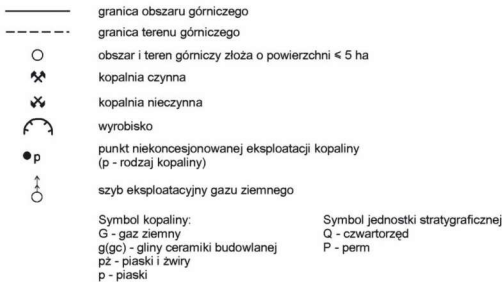 granica obszaru górniczego
granica terenu górniczego
obszar i teren górniczy złoża o powierzchni ≤ 5 ha
kopalnia czynna
kopalnia nieczynna
wyrobisko
p
punkt niekoncesjonowanej eksploatacji kopaliny
(p - rodzaj kopaliny)
szyb eksploatacyjny gazu ziemnego
Symbol kopaliny:
G - gaz ziemny
g(gc) - gliny ceramiki budowlanej
pż - piaski i żwiry
p - piaski
Symbol jednostki stratygraficznej
Q - czwartorzęd
P - perm